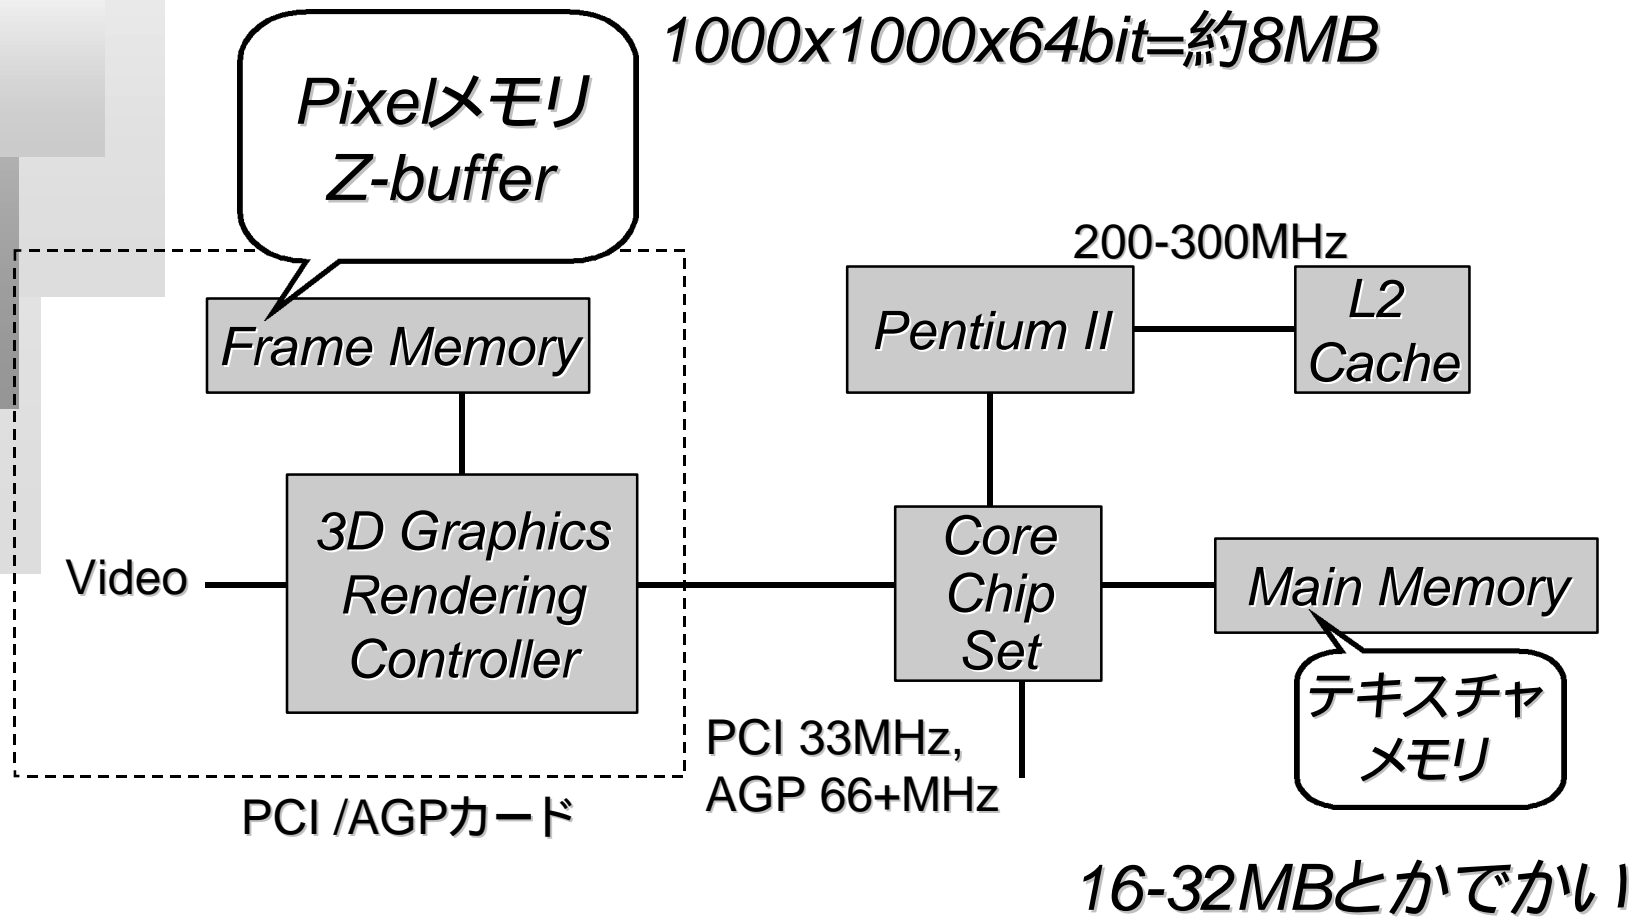 1000x1000x64bit=約8MB
Pixelメモリ
Z-buffer
200-300MHz
Frame Memory
Pentium II
L2
Cache
3D Graphics
Rendering
Controller
Video
Core
Chip
Set
Main Memory
テキスチャ
メモリ
PCI 33MHz,
AGP 66+MHz
PCI /AGPカード
16-32MBとかでかい